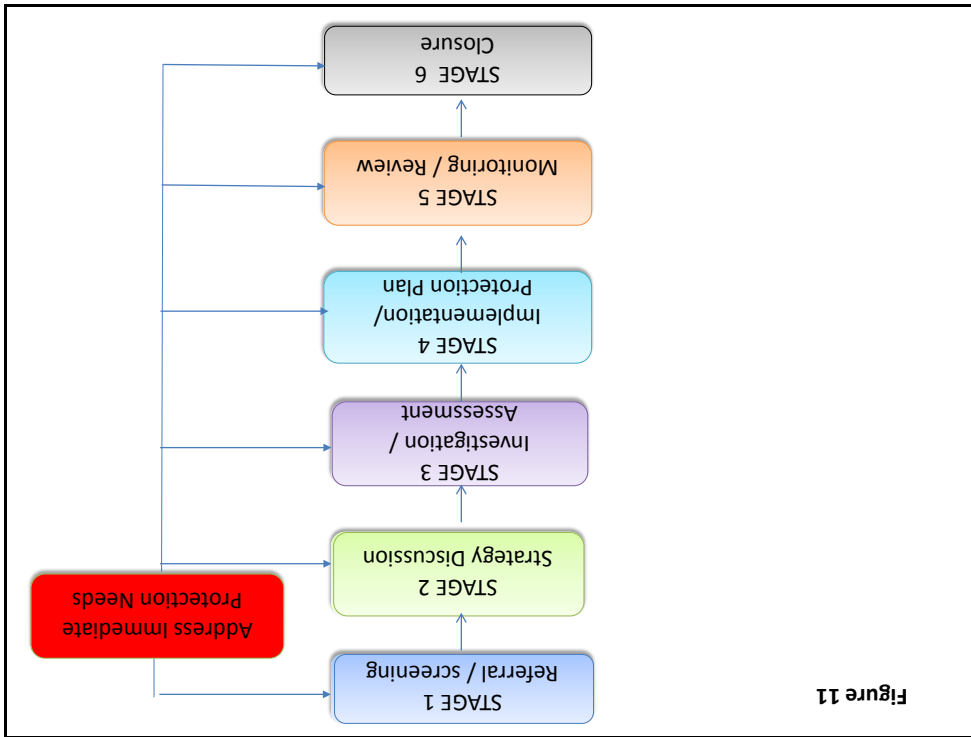 Figure 11
STAGE 1
Referral / screening
Address Immediate
Protection Needs
STAGE 2
Strategy Discussion
STAGE 3
Investigation /
Assessment
STAGE 4
Implementation/
Protection Plan
STAGE 5
Monitoring / Review
STAGE 6
Closure